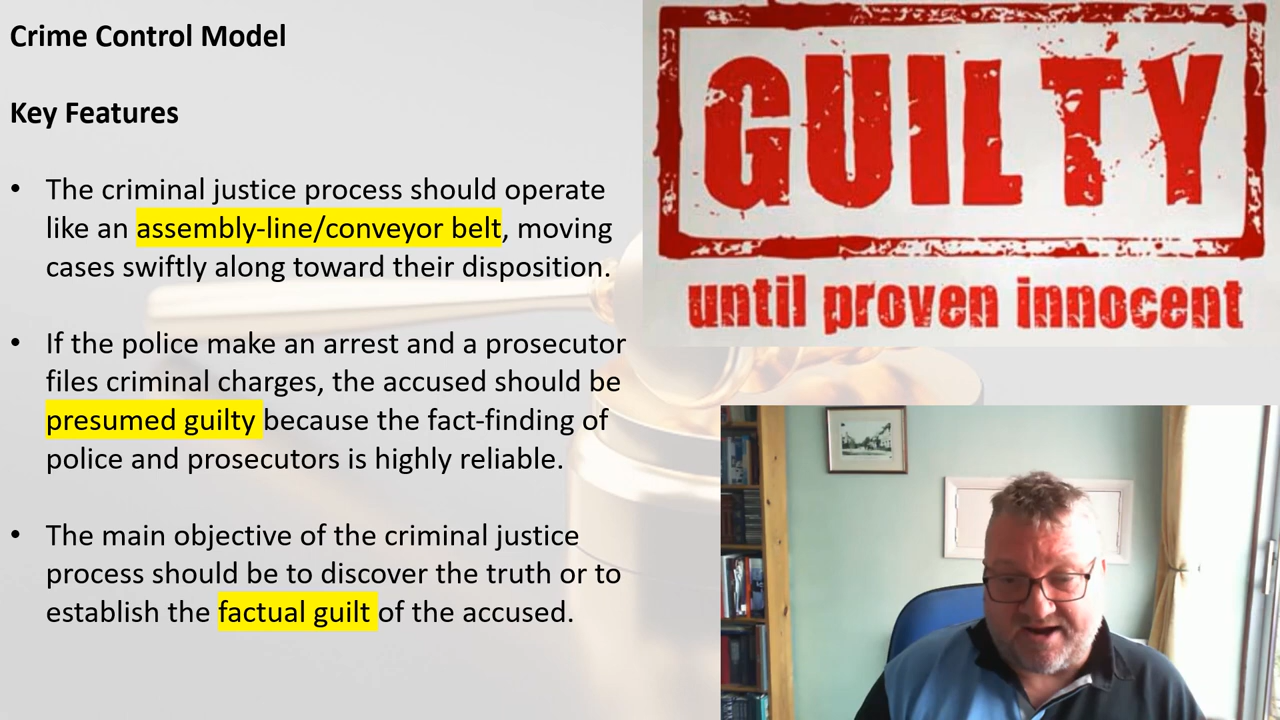 Crime Control Model
Key Features
• The criminal justice process should operate
like an assembly-line/conveyor belt, moving
cases swiftly along toward their disposition.
• If the police make an arrest and a prosecutor
files criminal charges, the accused should be
presumed guilty because the fact-finding of
police and prosecutors is highly reliable.
• The main objective of the criminal justice
process should be to discover the truth or to
establish the factual guilt of the accused.
GUILTY
until proven innocent